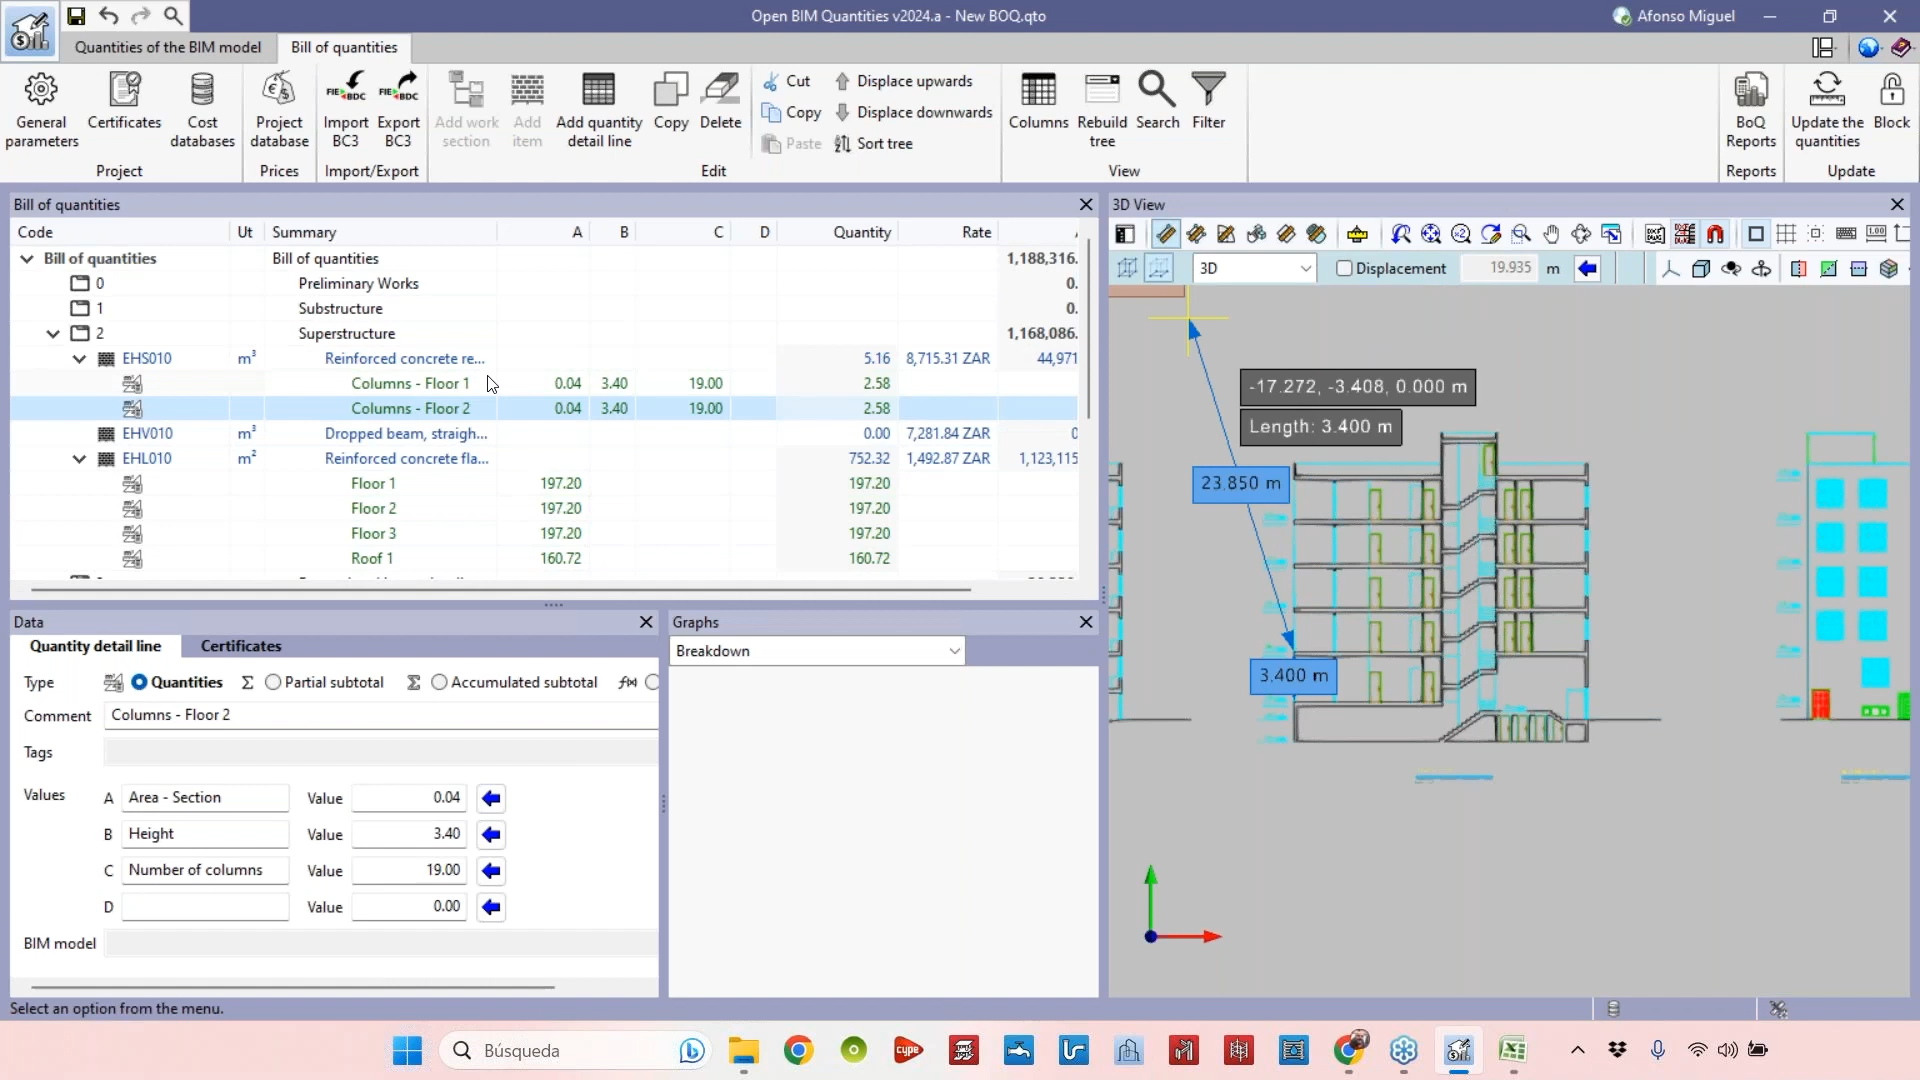 Open BIM Quantities v2024.a - New BOQ.qto
Afonso Miguel
Quantities of the BIM model
Bill of quantities
General parameters
Certificates
Cost databases
Project
Project database
Prices
FIE BDC
Import BC3
FIE BDC
Export BC3
Import/Export
Add work section
Add item
Add quantity detail line
Copy
Delete
Cut
Copy
Paste
Displace upwards
Displace downwards
Sort tree
Edit
Columns
Rebuild tree
Search
Filter
View
BoQ Reports
Reports
Update the quantities
Block
Update
Bill of quantities
Code Ut Summary A B C D Quantity Rate
Bill of quantities Bill of quantities 1,188,316.
0 Preliminary Works 0.
1 Substructure 0.
2 Superstructure 1,168,086.
EHS010 m³ Reinforced concrete re... 5.16 8,715.31 ZAR 44,971
Columns - Floor 1 0.04 3.40 19.00 2.58
Columns - Floor 2 0.04 3.40 19.00 2.58
EHV010 m³ Dropped beam, straigh... 0.00 7,281.84 ZAR 0
EHL010 m² Reinforced concrete fla... 752.32 1,492.87 ZAR 1,123,115
Floor 1 197.20 197.20
Floor 2 197.20 197.20
Floor 3 197.20 197.20
Roof 1 160.72 160.72
3D View
3D
Displacement 19.935 m
-17.272, -3.408, 0.000 m
Length: 3.400 m
23.850 m
3.400 m
Data
Quantity detail line Certificates
Type Quantities Σ Partial subtotal Σ Accumulated subtotal
Comment Columns - Floor 2
Tags
Values A Area - Section Value 0.04
B Height Value 3.40
C Number of columns Value 19.00
D Value 0.00
BIM model
Graphs
Breakdown
Select an option from the menu.
Búsqueda
cype